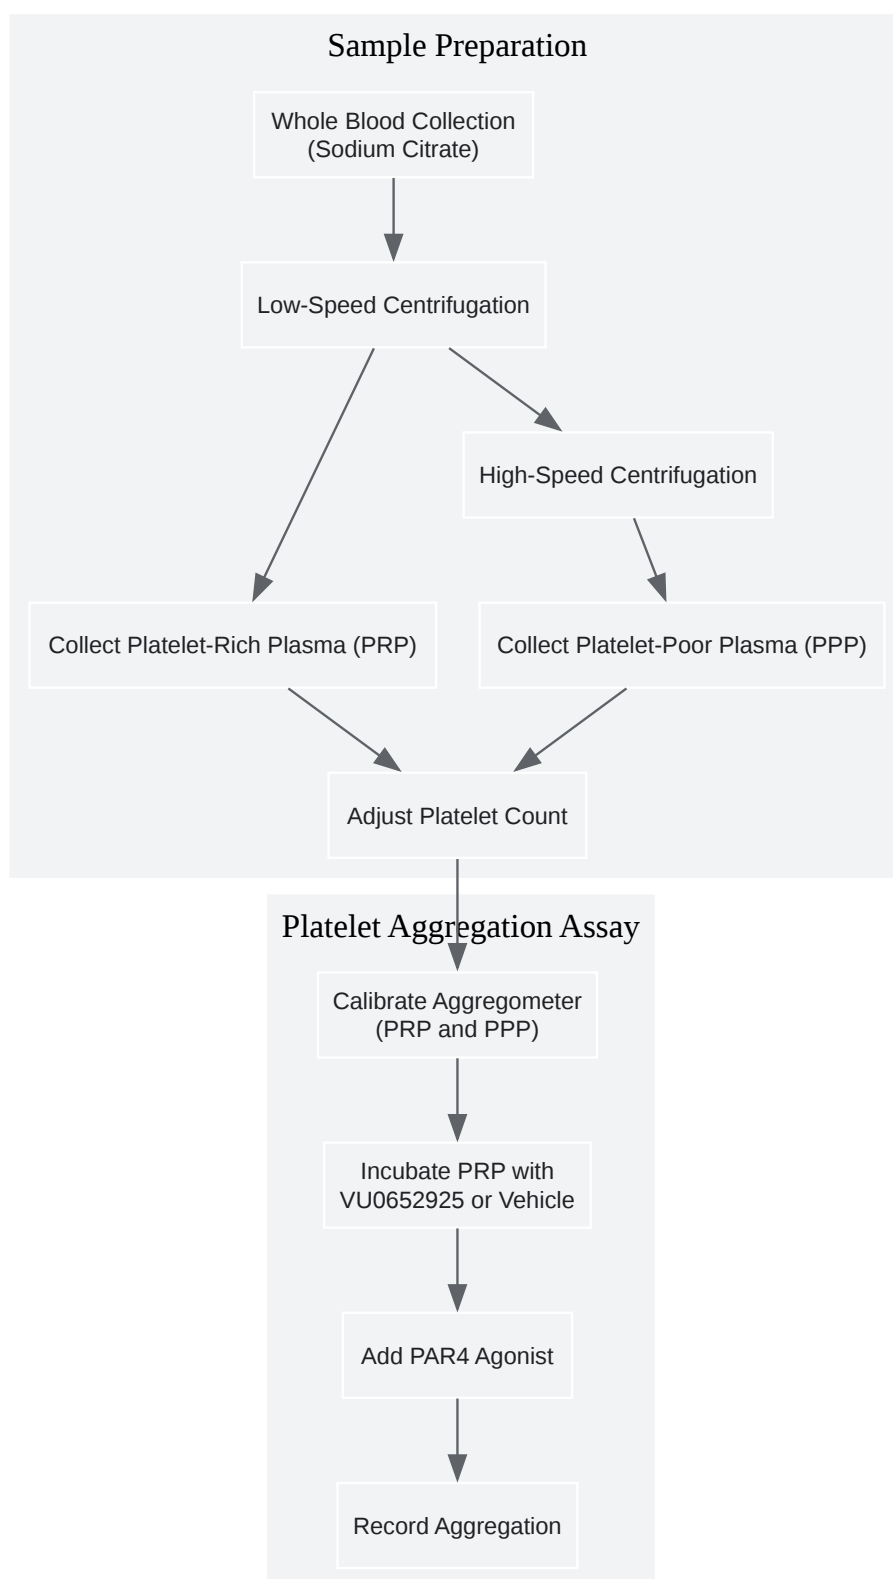 Sample Preparation
Whole Blood Collection
(Sodium Citrate)
Low-Speed Centrifugation
High-Speed Centrifugation
Collect Platelet-Rich Plasma (PRP)
Collect Platelet-Poor Plasma (PPP)
Adjust Platelet Count
Platelet Aggregation Assay
Calibrate Aggregometer
(PRP and PPP)
Incubate PRP with
VU0652925 or Vehicle
Add PAR4 Agonist
Record Aggregation